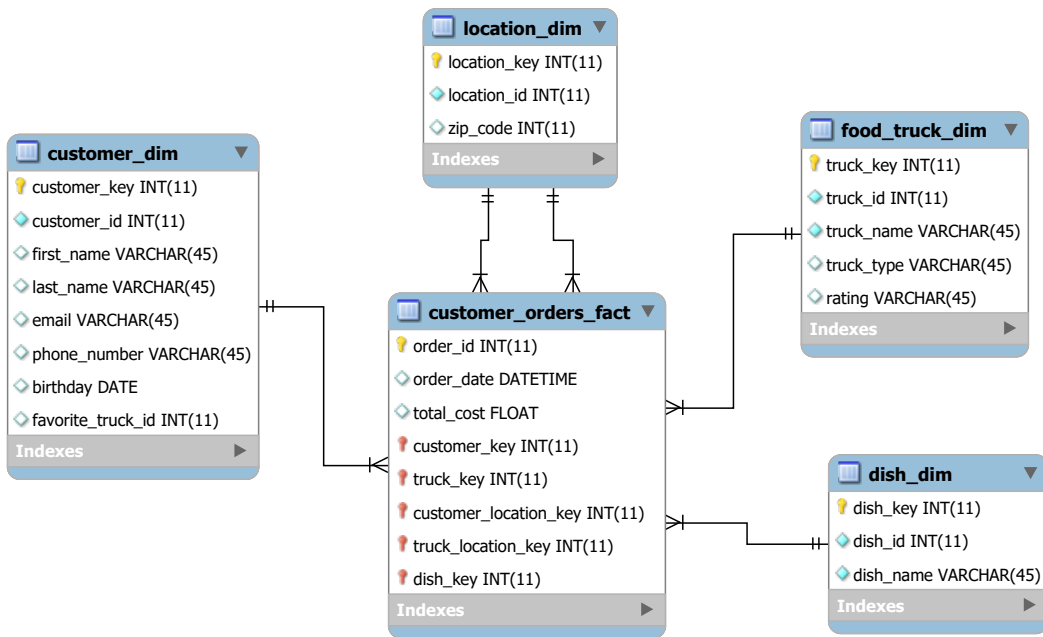 location_dim
location_key INT(11)
location_id INT(11)
zip_code INT(11)
Indexes
customer_dim
customer_key INT(11)
customer_id INT(11)
first_name VARCHAR(45)
last_name VARCHAR(45)
email VARCHAR(45)
phone_number VARCHAR(45)
birthday DATE
favorite_truck_id INT(11)
Indexes
food_truck_dim
truck_key INT(11)
truck_id INT(11)
truck_name VARCHAR(45)
truck_type VARCHAR(45)
rating VARCHAR(45)
Indexes
customer_orders_fact
order_id INT(11)
order_date DATETIME
total_cost FLOAT
customer_key INT(11)
truck_key INT(11)
customer_location_key INT(11)
truck_location_key INT(11)
dish_key INT(11)
Indexes
dish_dim
dish_key INT(11)
dish_id INT(11)
dish_name VARCHAR(45)
Indexes